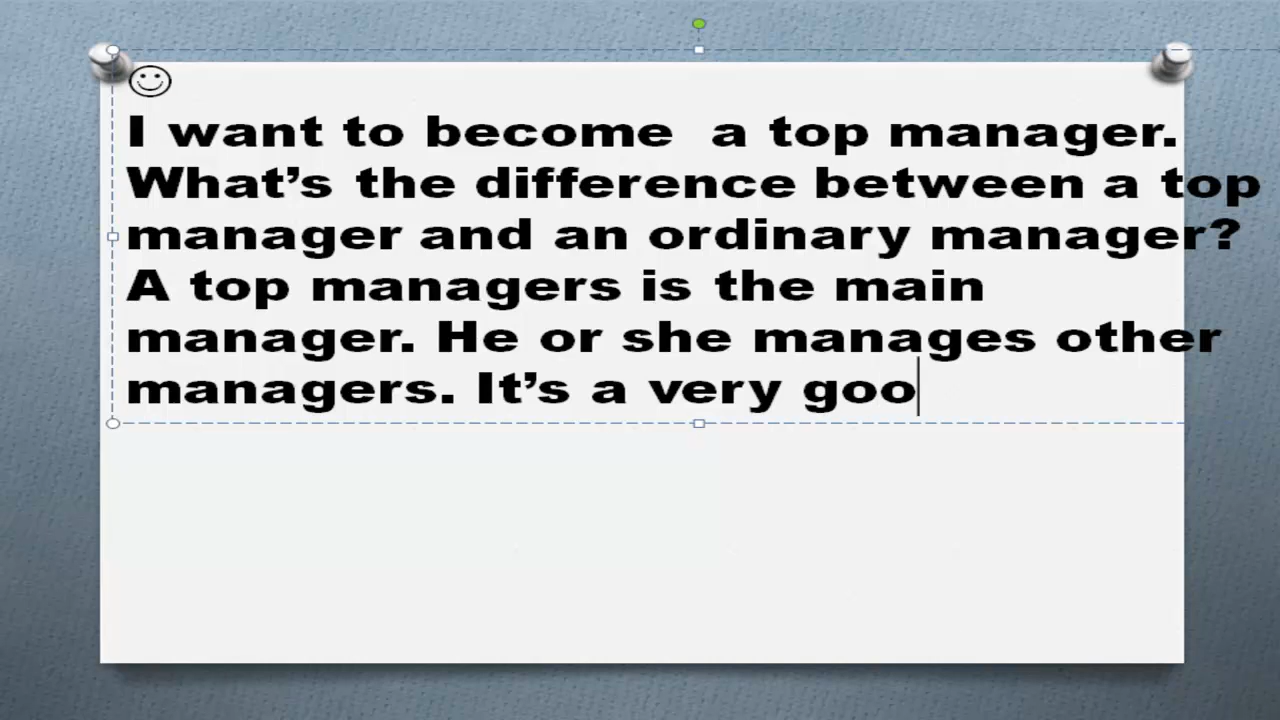 I want to become  a top manager.
What’s the difference between a top
manager and an ordinary manager?
A top managers is the main
manager. He or she manages other
managers. It’s a very goo